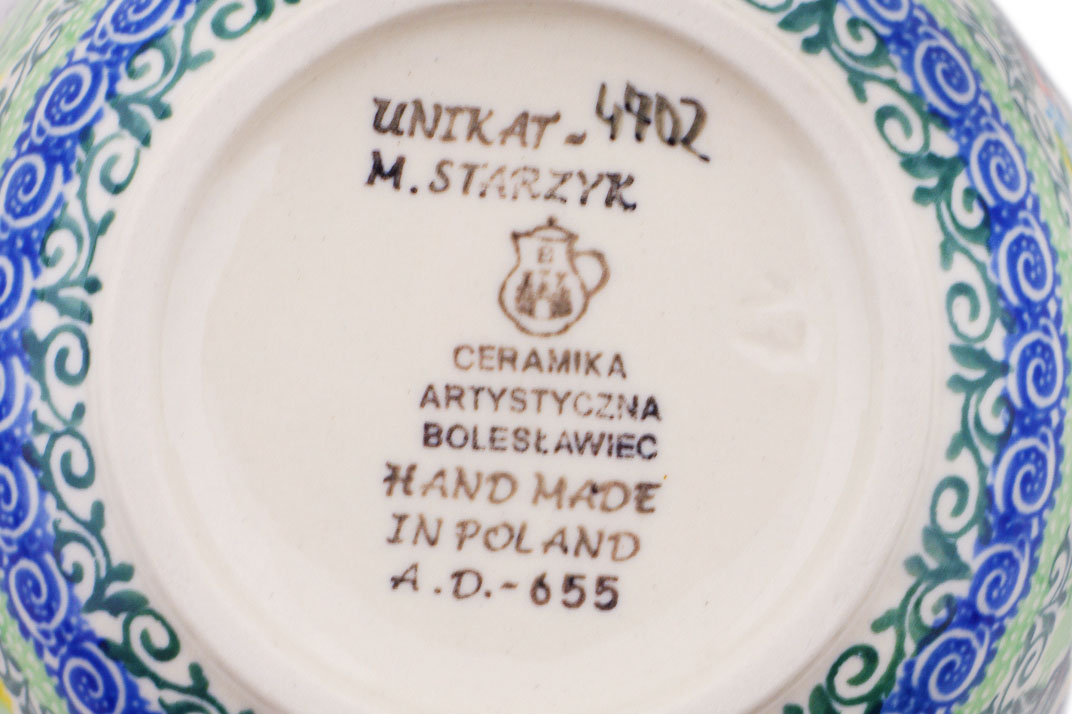 UNIKAT - 4702
M. STARZYK
CERAMIKA
ARTYSTYCZNA
BOLESŁAWIEC
HAND MADE
IN POLAND
A.D.-655